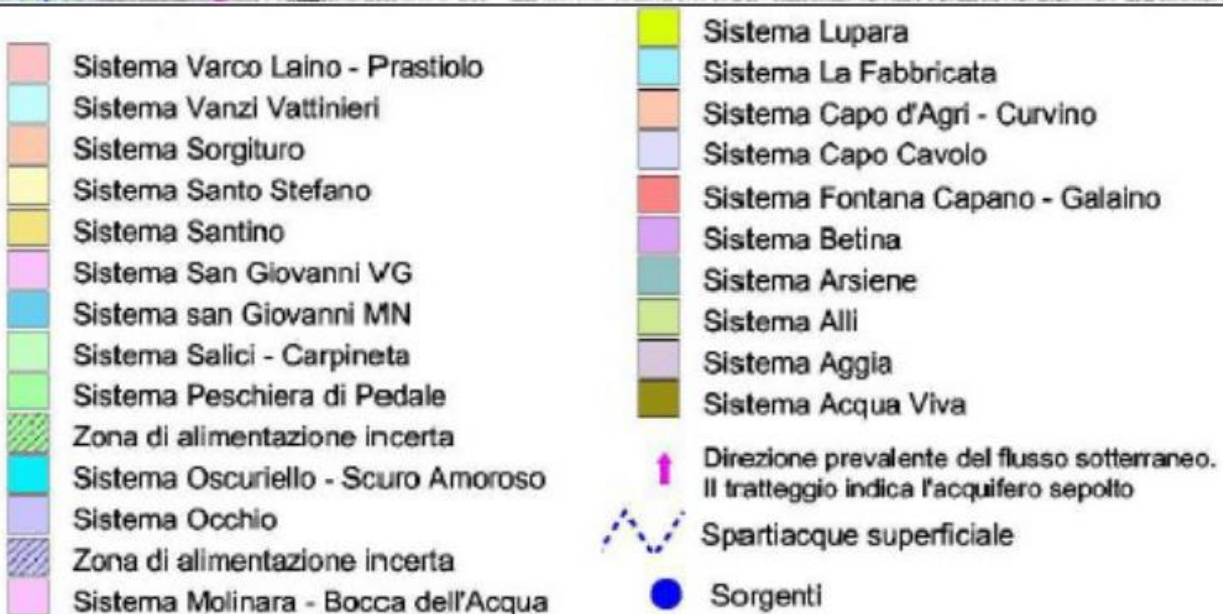 Sistema Varco Laino - Prastiolo
Sistema Vanzi Vattinieri
Sistema Sorgituro
Sistema Santo Stefano
Sistema Santino
Sistema San Giovanni VG
Sistema san Giovanni MN
Sistema Salici - Carpineta
Sistema Peschiera di Pedale
Zona di alimentazione incerta
Sistema Oscuriello - Scuro Amoroso
Sistema Occhio
Zona di alimentazione incerta
Sistema Molinara - Bocca dell'Acqua
Sistema Lupara
Sistema La Fabbricata
Sistema Capo d'Agri - Curvino
Sistema Capo Cavolo
Sistema Fontana Capano - Galaino
Sistema Betina
Sistema Arsiene
Sistema Alli
Sistema Aggia
Sistema Acqua Viva
Direzione prevalente del flusso sotterraneo.
Il tratteggio indica l'acquifero sepolto
Spartiacque superficiale
Sorgenti